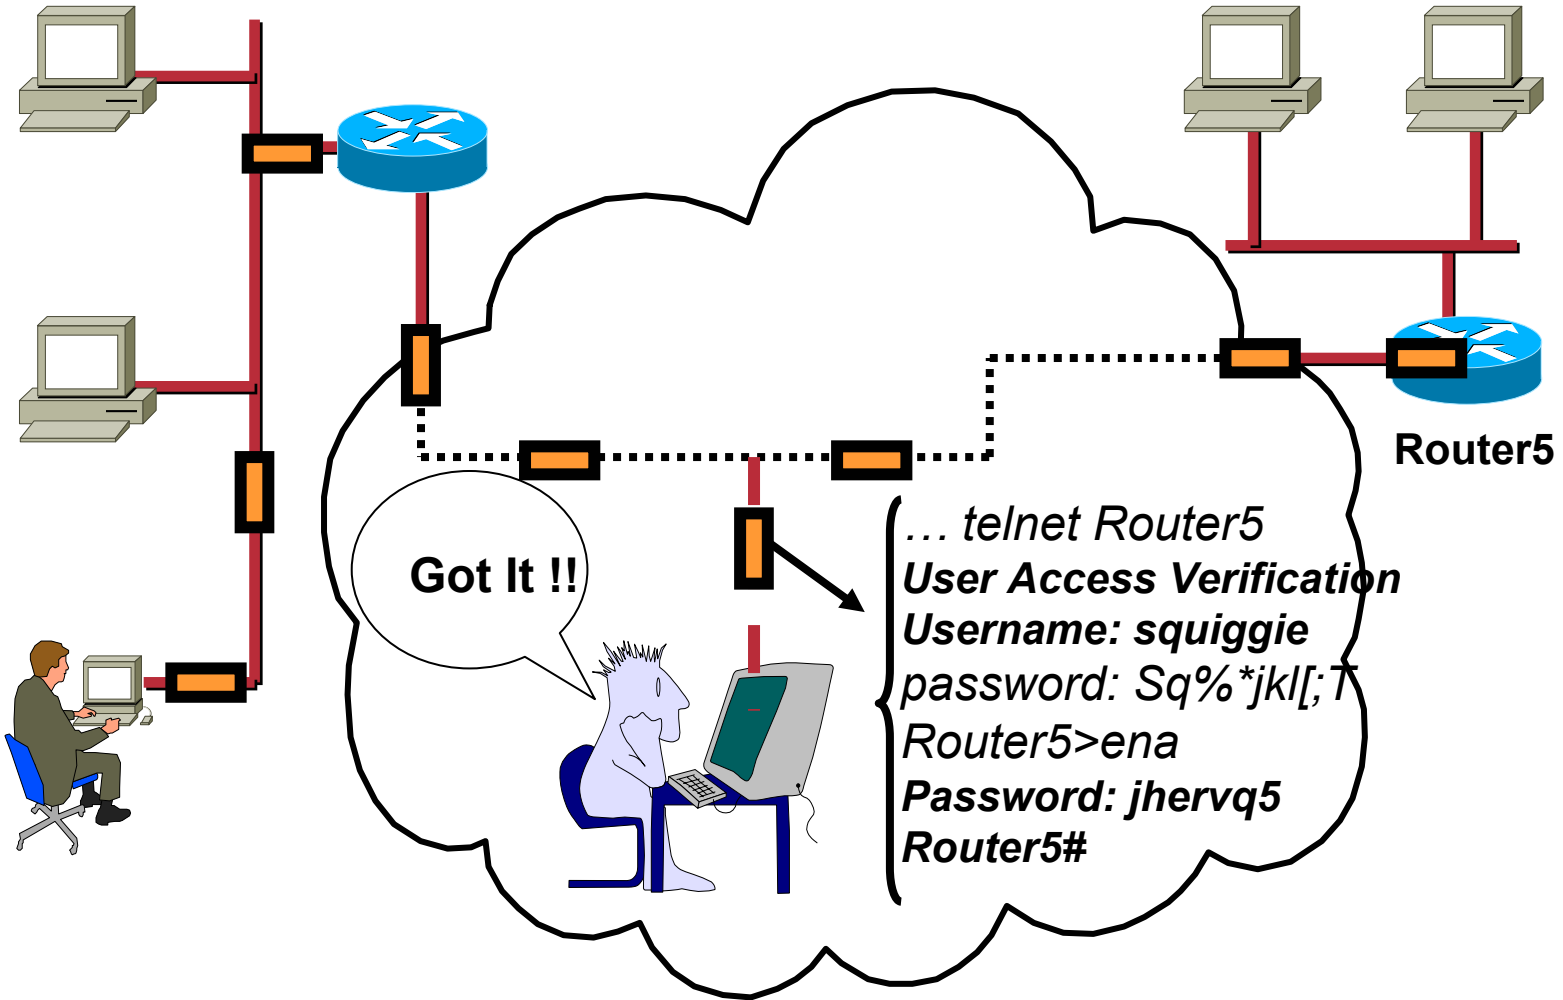 Router5
Got It !!
… telnet Router5
User Access Verification
Username: squiggie
password: Sq%*jkl[;T
Router5>ena
Password: jhervq5
Router5#